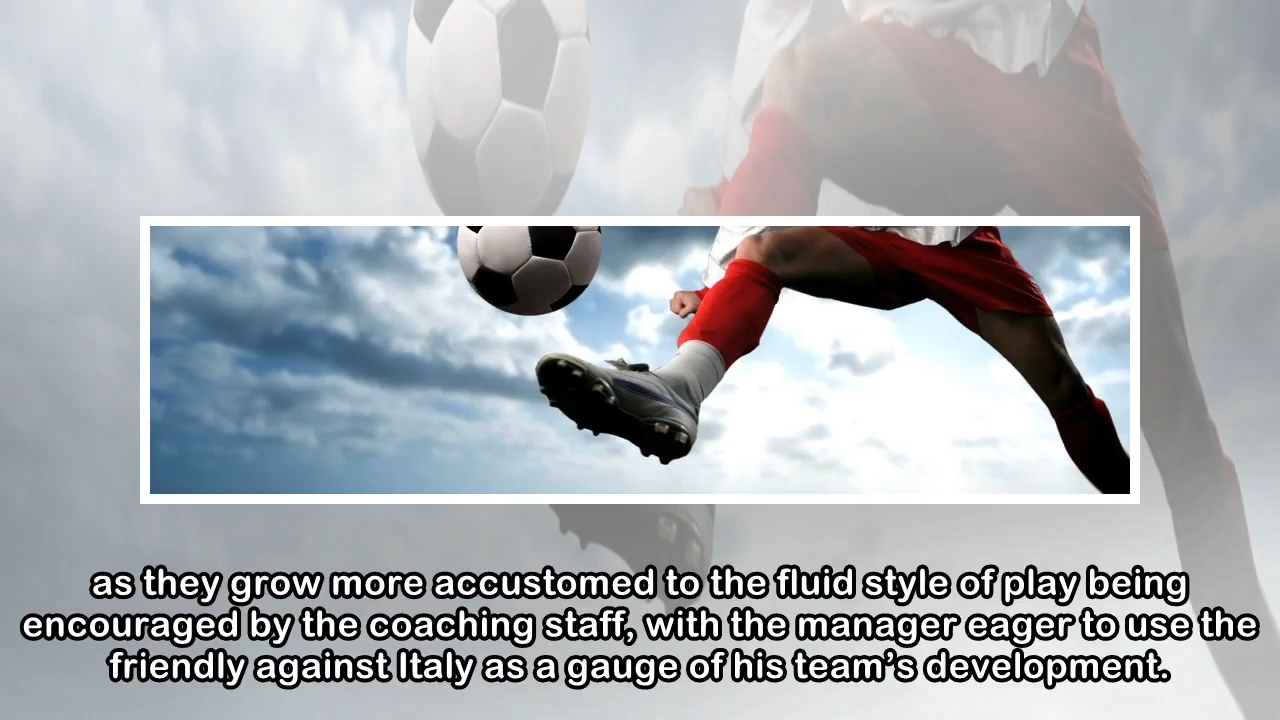 as they grow more accustomed to the fluid style of play being
encouraged by the coaching staff, with the manager eager to use the
friendly against Italy as a gauge of his team’s development.